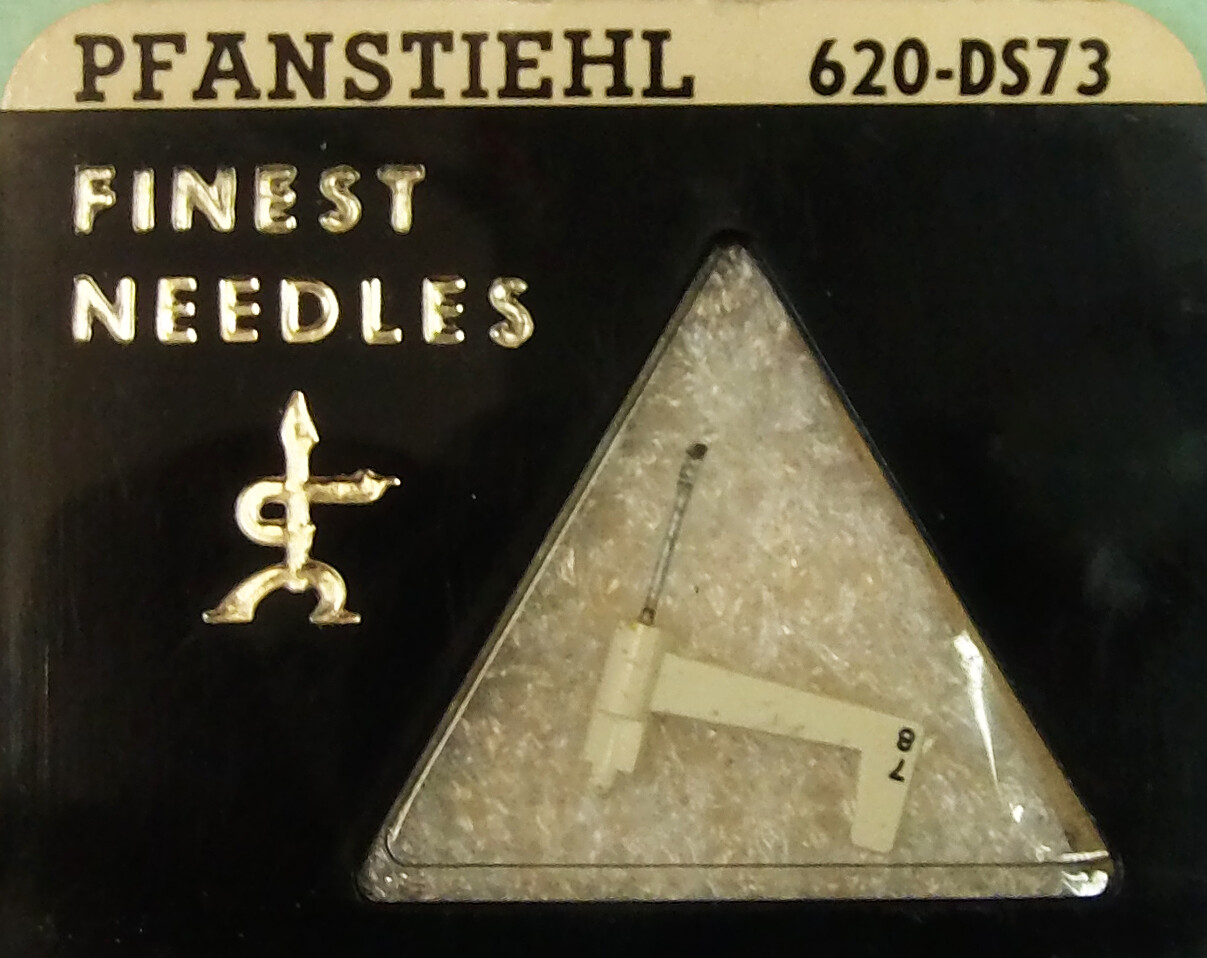 PFANSTIEHL 620-DS73
FINEST
NEEDLES
78